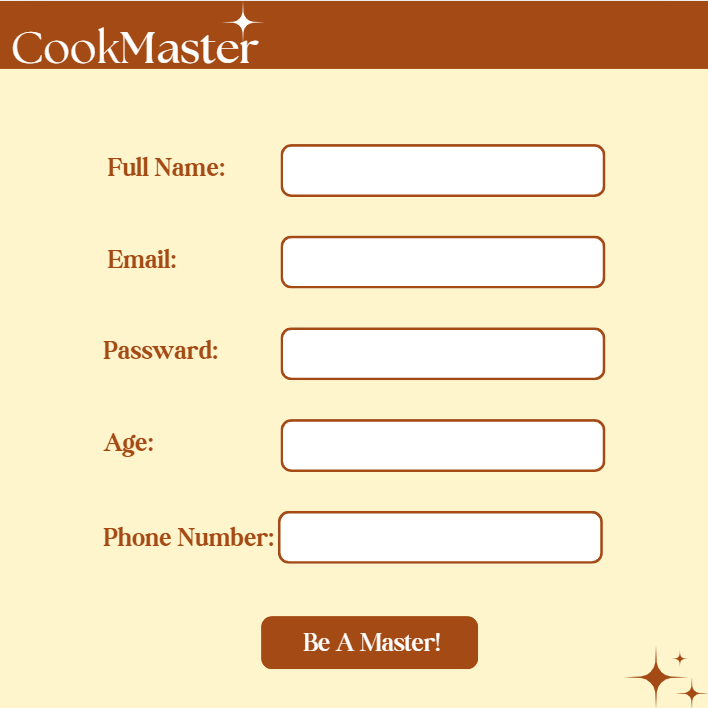 CookMaster
Full Name:
Email:
Passward:
Age:
Phone Number:
Be A Master!